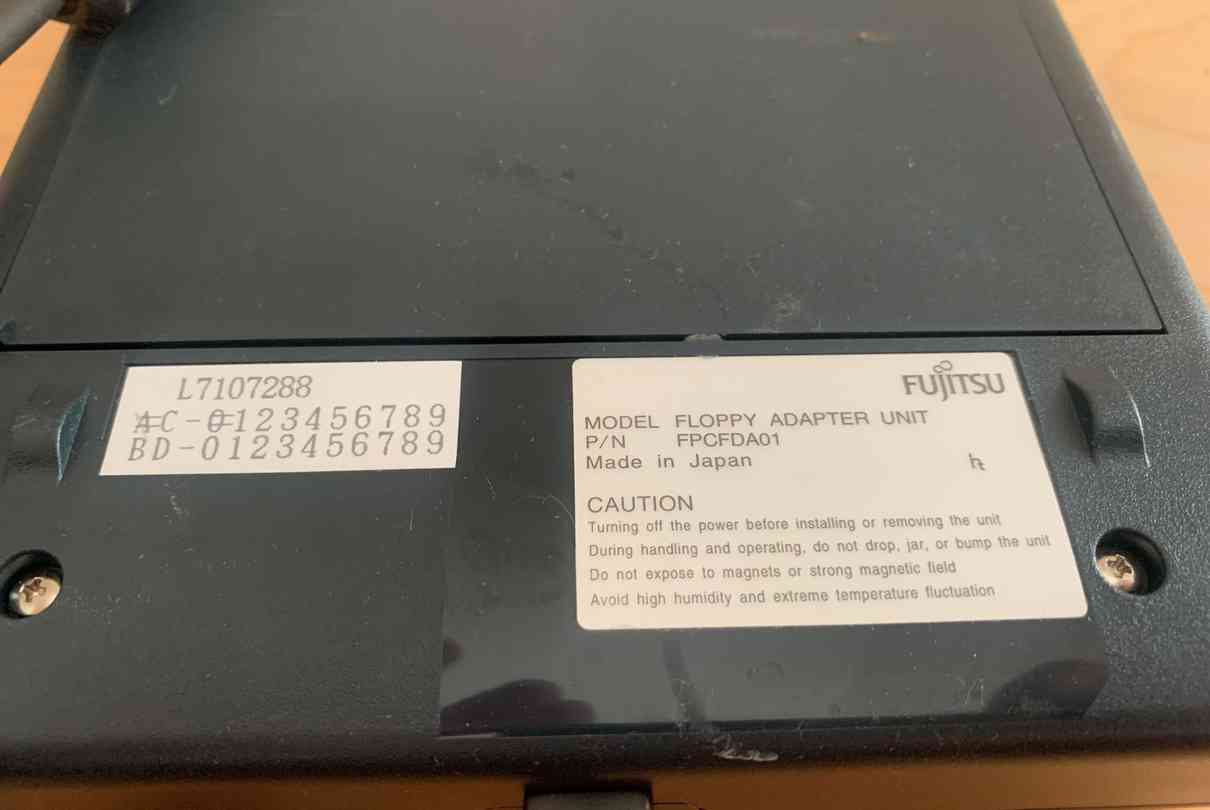 L7107288
AC-0123456789
BD-0123456789
FUJITSU
MODEL FLOPPY ADAPTER UNIT
P/N FPCFDA01
Made in Japan
CAUTION
Turning off the power before installing or removing the unit
During handling and operating, do not drop, jar, or bump the unit
Do not expose to magnets or strong magnetic field
Avoid high humidity and extreme temperature fluctuation